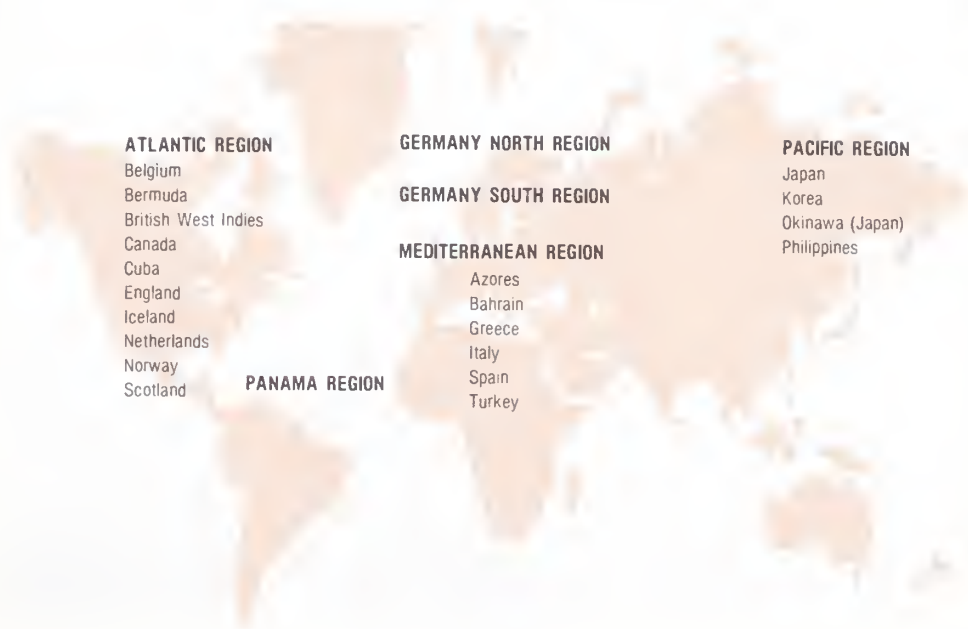 ATLANTIC REGION
Belgium
Bermuda
British West Indies
Canada
Cuba
England
Iceland
Netherlands
Norway
Scotland
PANAMA REGION
GERMANY NORTH REGION
GERMANY SOUTH REGION
MEDITERRANEAN REGION
Azores
Bahrain
Greece
Italy
Spain
Turkey
PACIFIC REGION
Japan
Korea
Okinawa (Japan)
Philippines